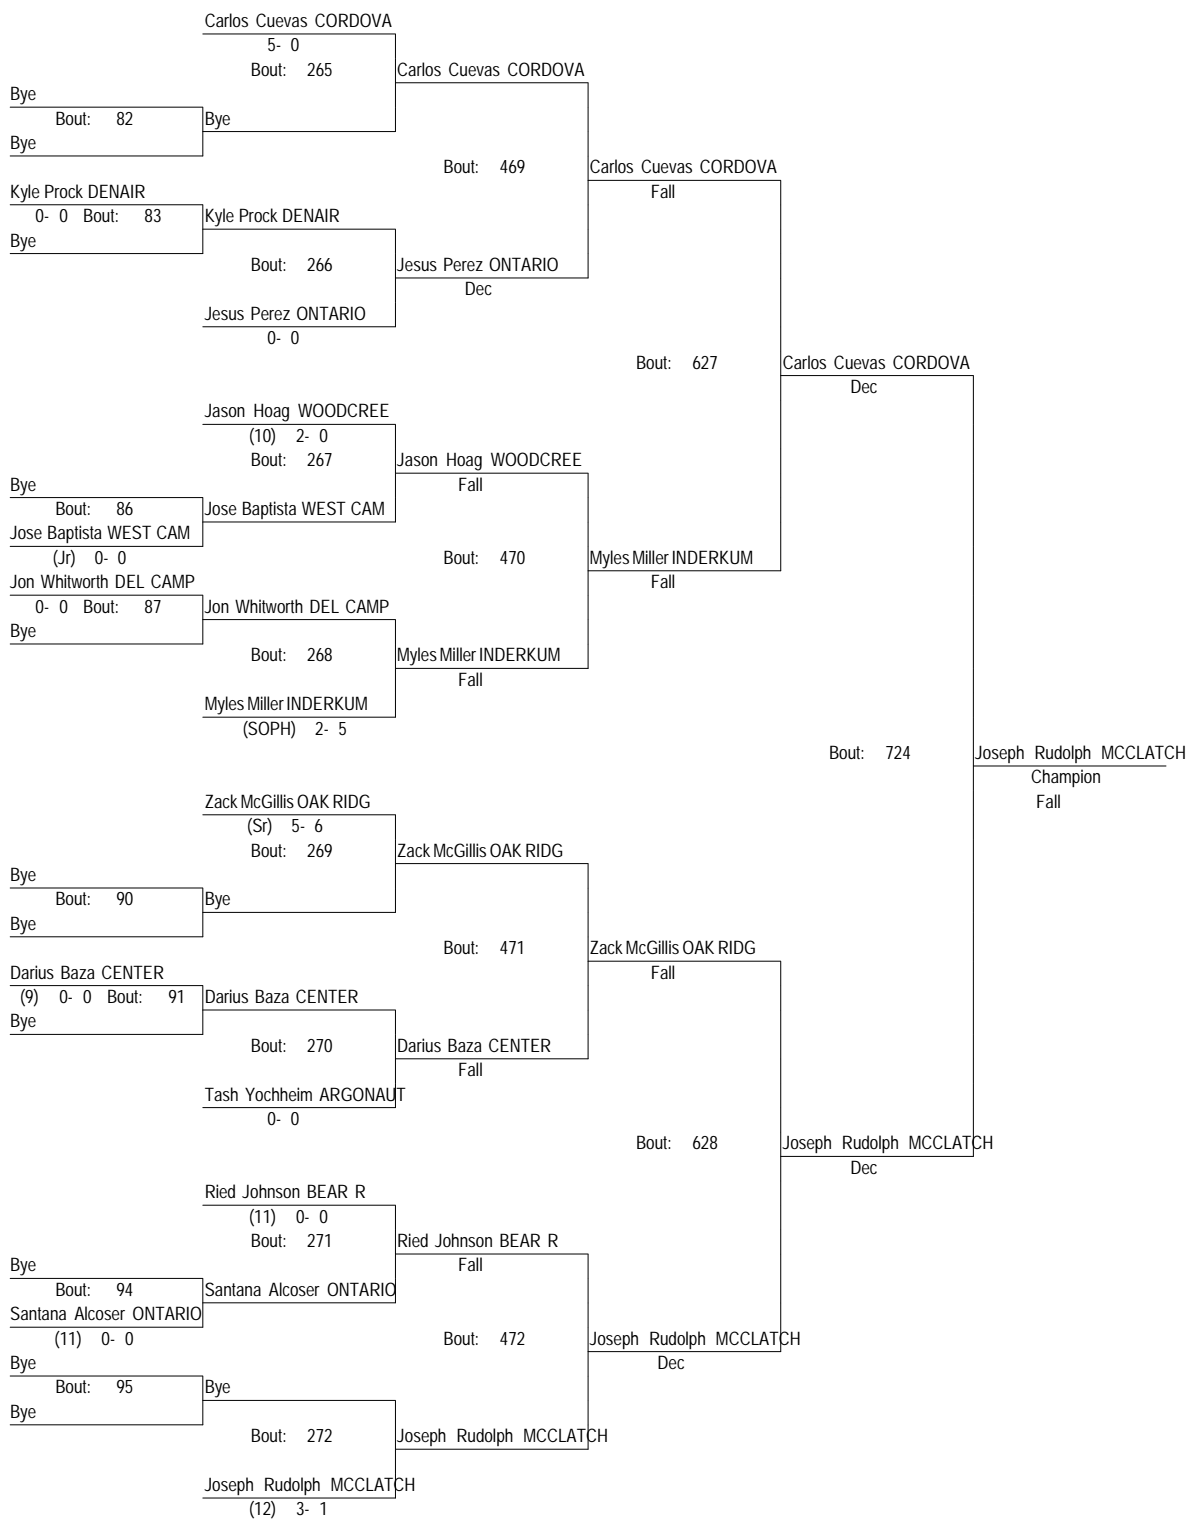 Carlos Cuevas CORDOVA
5- 0
Bout: 265
Carlos Cuevas CORDOVA
Bye
Bout: 82
Bye
Bye
Bout: 469
Carlos Cuevas CORDOVA
Fall
Kyle Prock DENAIR
0- 0 Bout: 83
Kyle Prock DENAIR
Bye
Bout: 266
Jesus Perez ONTARIO
Dec
Jesus Perez ONTARIO
0- 0
Bout: 627
Carlos Cuevas CORDOVA
Dec
Jason Hoag WOODCREE
(10) 2- 0
Bout: 267
Jason Hoag WOODCREE
Fall
Bye
Bout: 86
Jose Baptista WEST CAM
Jose Baptista WEST CAM
(Jr) 0- 0
Bout: 470
Myles Miller INDERKUM
Fall
Jon Whitworth DEL CAMP
0- 0 Bout: 87
Jon Whitworth DEL CAMP
Bye
Bout: 268
Myles Miller INDERKUM
Fall
Myles Miller INDERKUM
(SOPH) 2- 5
Bout: 724
Joseph Rudolph MCCLATCH
Champion
Fall
Zack McGillis OAK RIDG
(Sr) 5- 6
Bout: 269
Zack McGillis OAK RIDG
Bye
Bout: 90
Bye
Bye
Bout: 471
Zack McGillis OAK RIDG
Fall
Darius Baza CENTER
(9) 0- 0 Bout: 91
Darius Baza CENTER
Bye
Bout: 270
Darius Baza CENTER
Fall
Tash Yochheim ARGONAUT
0- 0
Bout: 628
Joseph Rudolph MCCLATCH
Dec
Ried Johnson BEAR R
(11) 0- 0
Bout: 271
Ried Johnson BEAR R
Fall
Bye
Bout: 94
Santana Alcoser ONTARIO
Santana Alcoser ONTARIO
(11) 0- 0
Bout: 472
Joseph Rudolph MCCLATCH
Dec
Bye
Bout: 95
Bye
Bye
Bout: 272
Joseph Rudolph MCCLATCH
Joseph Rudolph MCCLATCH
(12) 3- 1